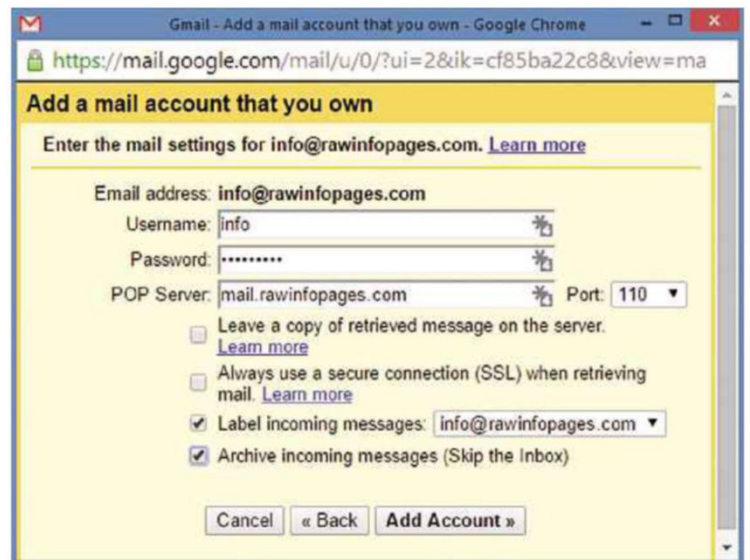 Gmail - Add a mail account that you own - Google Chrome
https://mail.google.com/mail/u/0/?ui=2&ik=cf85ba22c8&view=ma
Add a mail account that you own
Enter the mail settings for info@rawinfopages.com. Learn more
Email address: info@rawinfopages.com
Username: info
Password: •••••••••
POP Server: mail.rawinfopages.com Port: 110
Leave a copy of retrieved message on the server.
Learn more
Always use a secure connection (SSL) when retrieving
mail. Learn more
Label incoming messages: info@rawinfopages.com
Archive incoming messages (Skip the Inbox)
Cancel « Back Add Account »